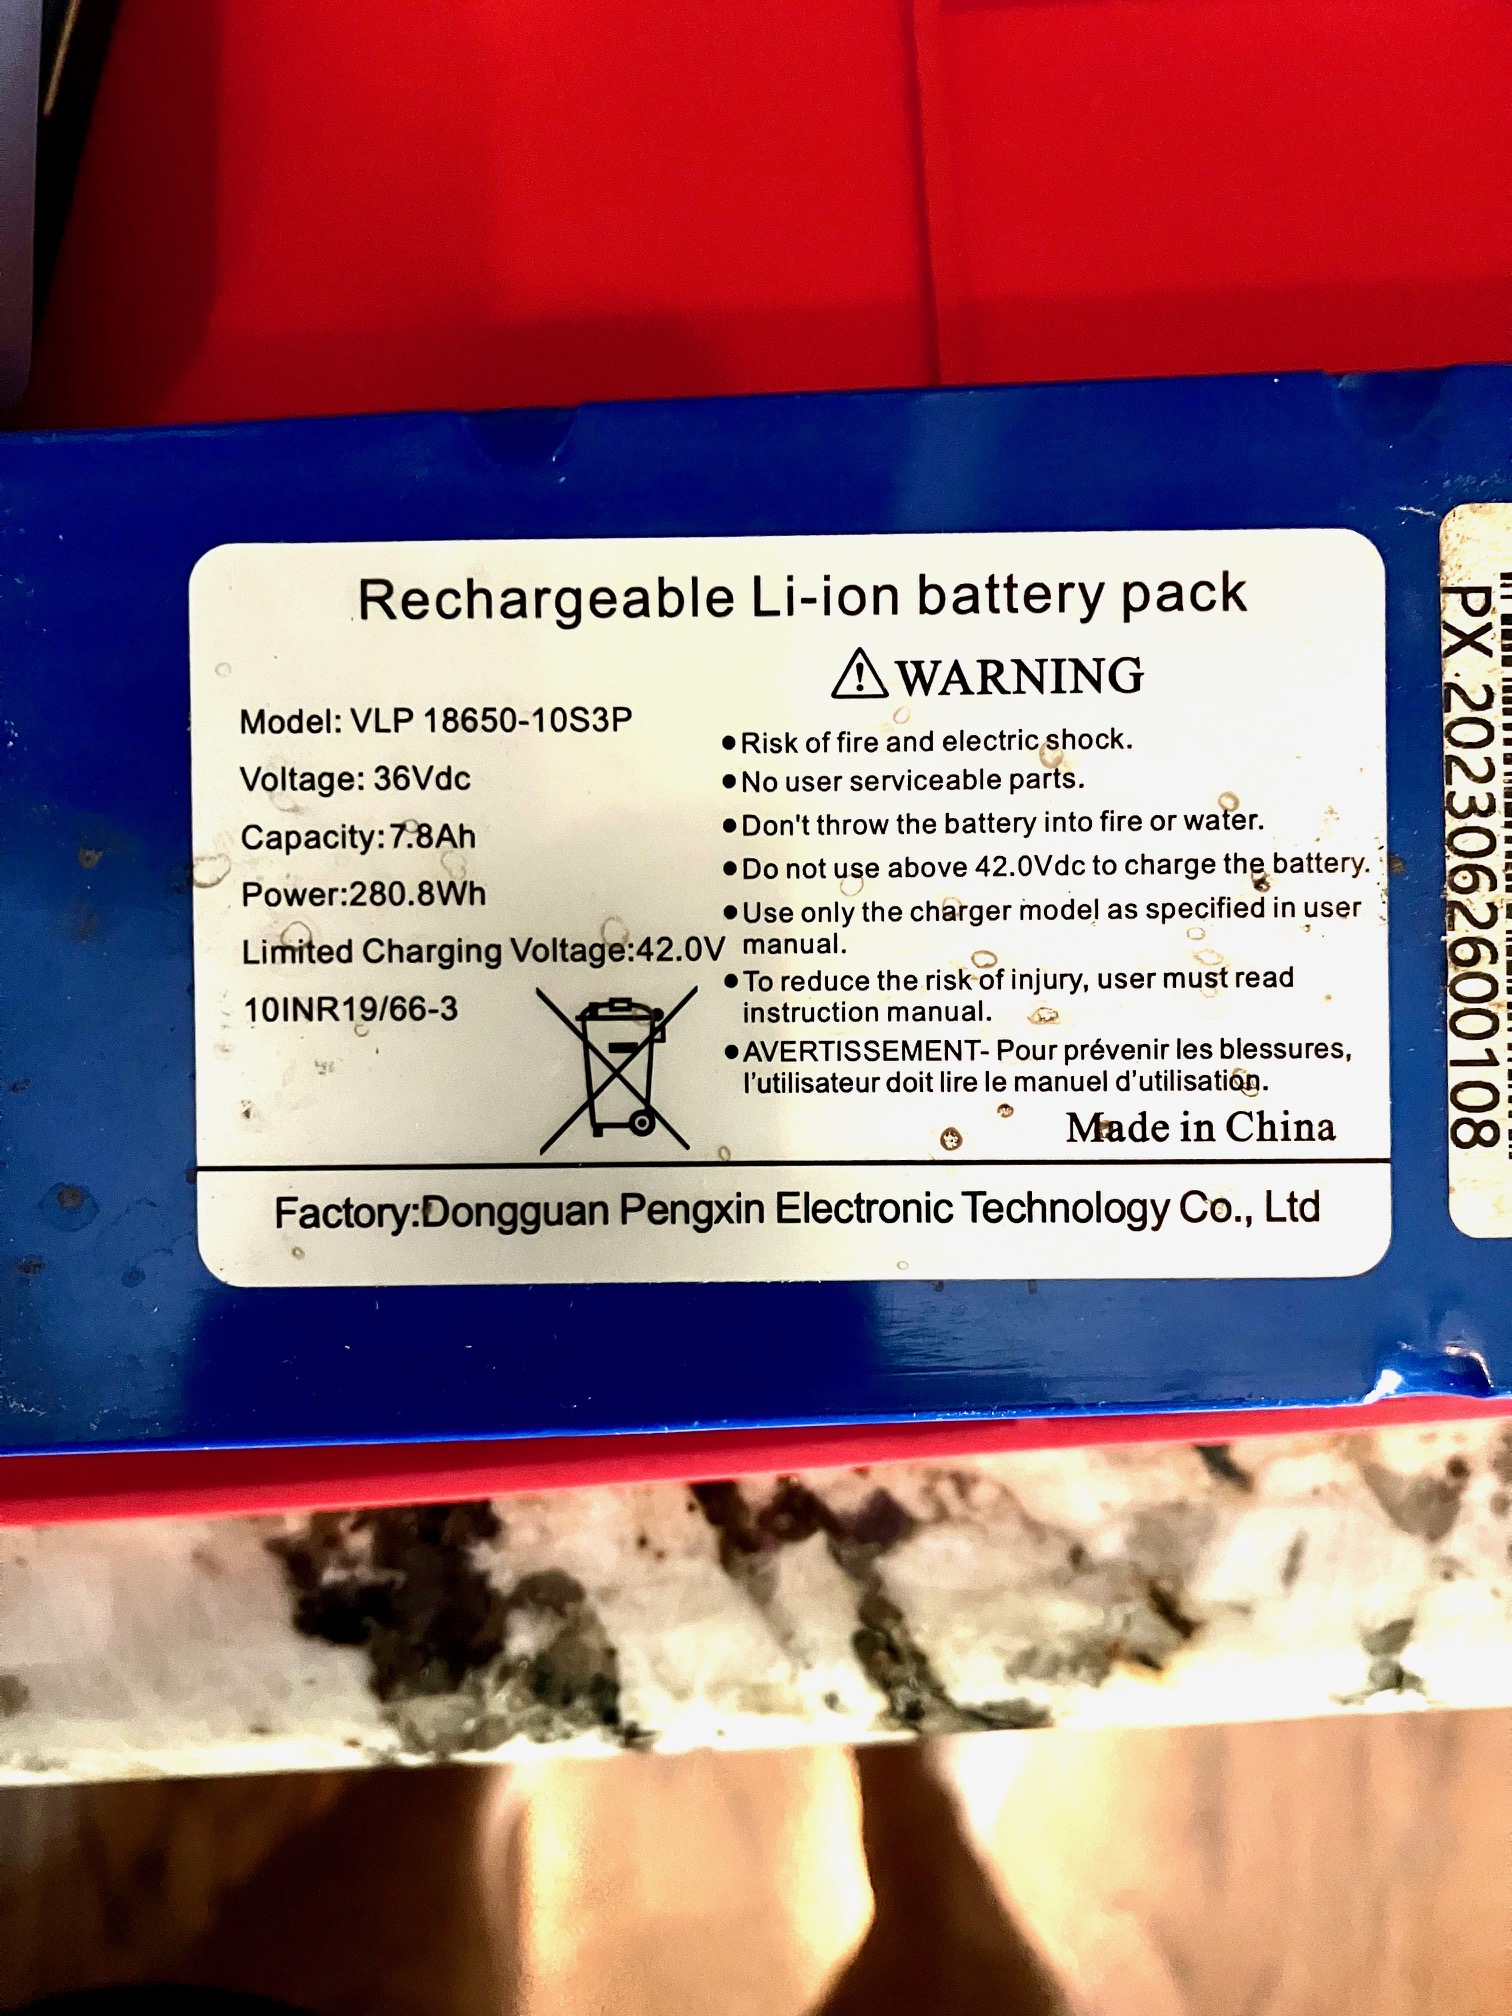 Rechargeable Li-ion battery pack
WARNING
Model: VLP 18650-10S3P
Voltage: 36Vdc
Capacity:7.8Ah
Power:280.8Wh
Limited Charging Voltage:42.0V
10INR19/66-3
●Risk of fire and electric shock.
●No user serviceable parts.
●Don't throw the battery into fire or water.
●Do not use above 42.0Vdc to charge the battery.
●Use only the charger model as specified in user
manual.
●To reduce the risk of injury, user must read
instruction manual.
●AVERTISSEMENT- Pour prévenir les blessures,
l'utilisateur doit lire le manuel d'utilisation.
Made in China
Factory:Dongguan Pengxin Electronic Technology Co., Ltd
PX 202306260O108